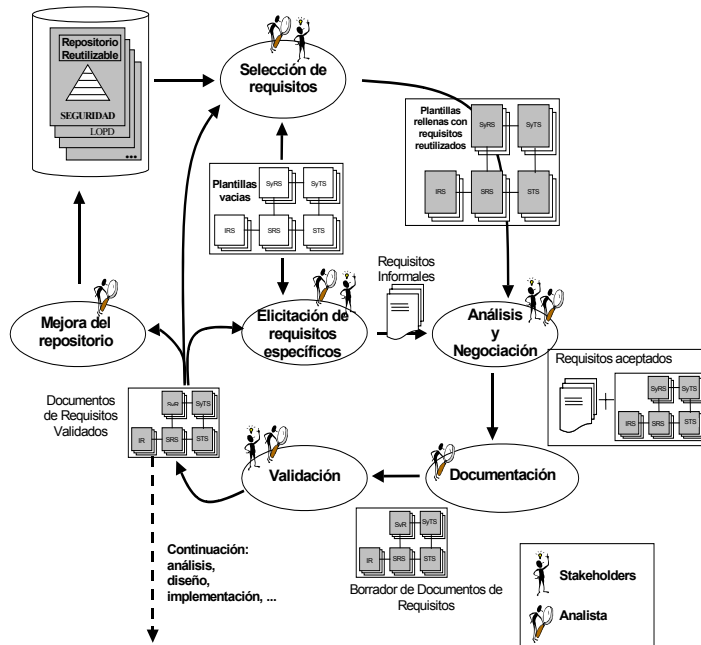 Repositorio
Reutilizable
SEGURIDAD
LOPD
...
Selección de
requisitos
Plantillas
rellenas con
requisitos
reutilizados
SyRS
SyTS
IRS
SRS
STS
Plantillas
vacias
SyRS
SyTS
IRS
SRS
STS
Requisitos
Informales
Mejora del
repositorio
Elicitación de
requisitos
específicos
Análisis
y
Negociación
Requisitos aceptados
SyRS
SyTS
IRS
SRS
STS
Documentos
de Requisitos
Validados
SyTS
IR
SRS
STS
Validación
Documentación
SvR
SyTS
IR
SRS
STS
Borrador de Documentos de
Requisitos
Continuación:
análisis,
diseño,
implementación, ...
Stakeholders
Analista